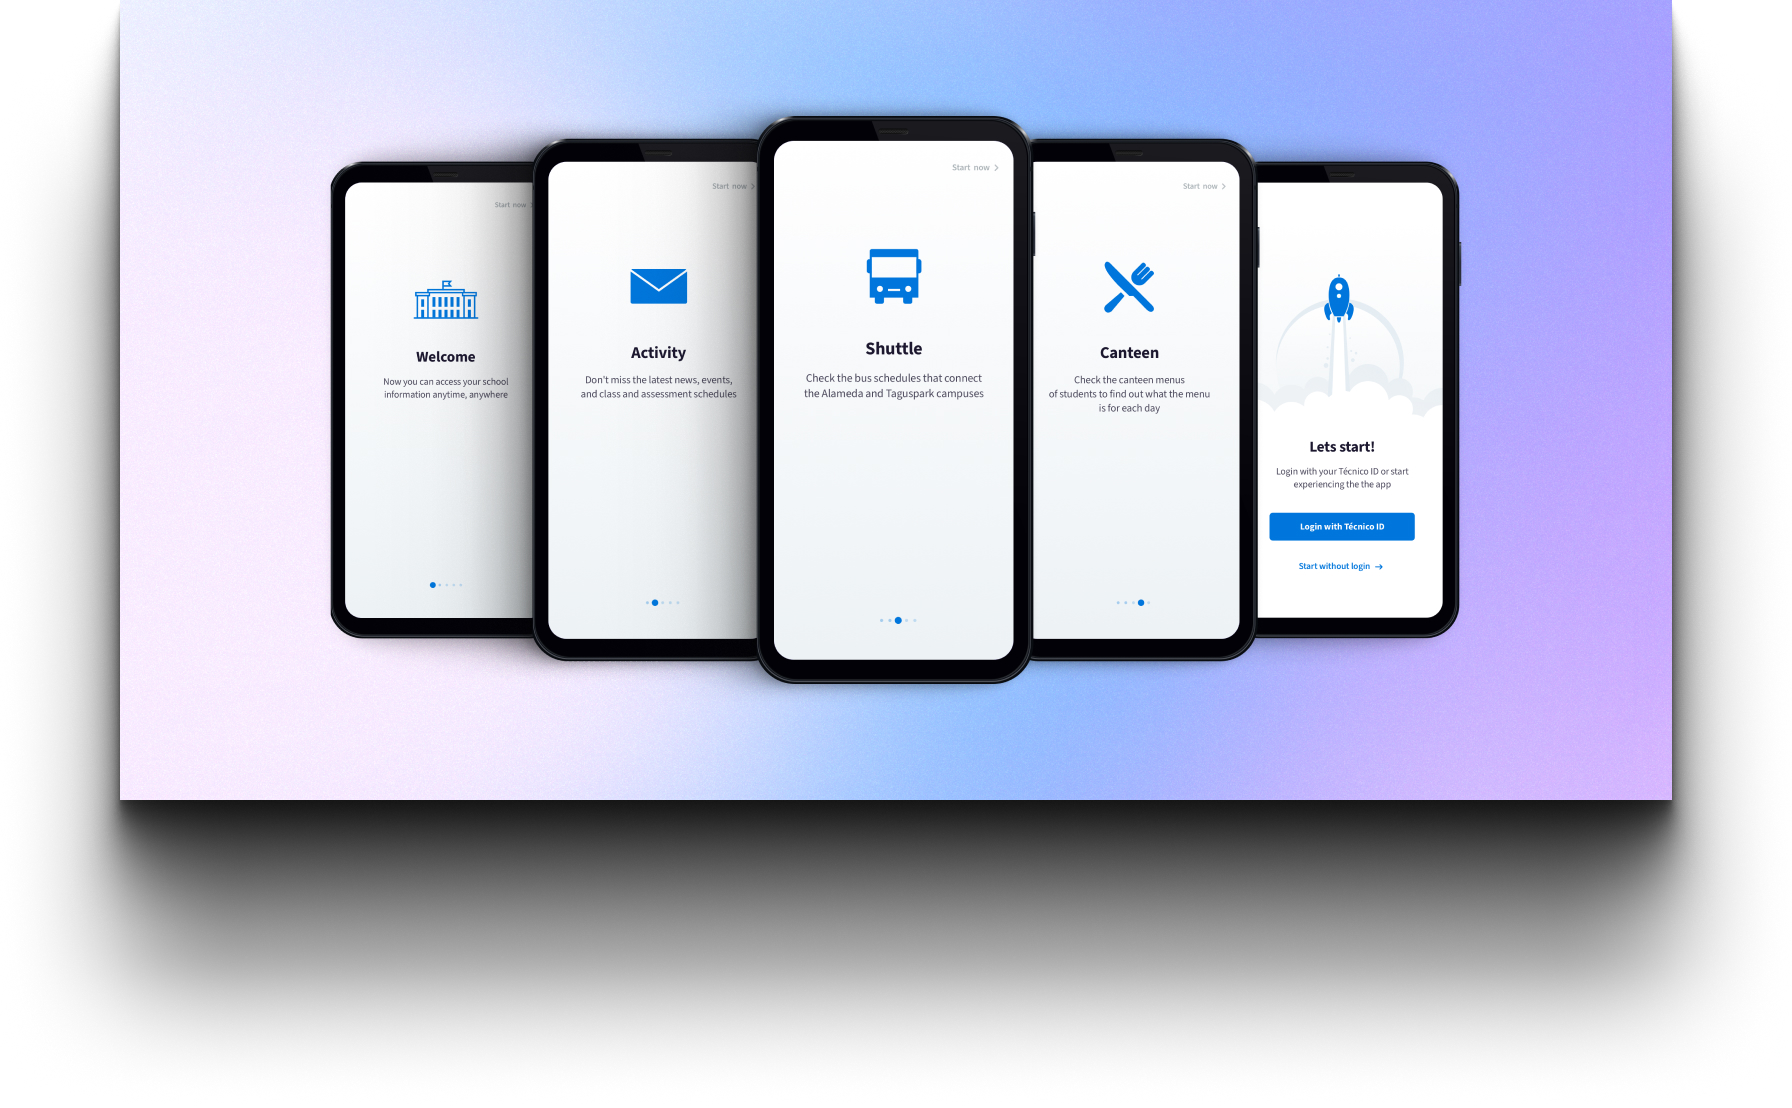 Start now
Welcome
Now you can access your school
information anytime, anywhere
Start now
Activity
Don't miss the latest news, events,
and class and assessment schedules
Start now
Shuttle
Check the bus schedules that connect
the Alameda and Taguspark campuses
Start now
Canteen
Check the canteen menus
of students to find out what the menu
is for each day
Lets start!
Login with your Técnico ID or start
experiencing the the app
Login with Técnico ID
Start without login